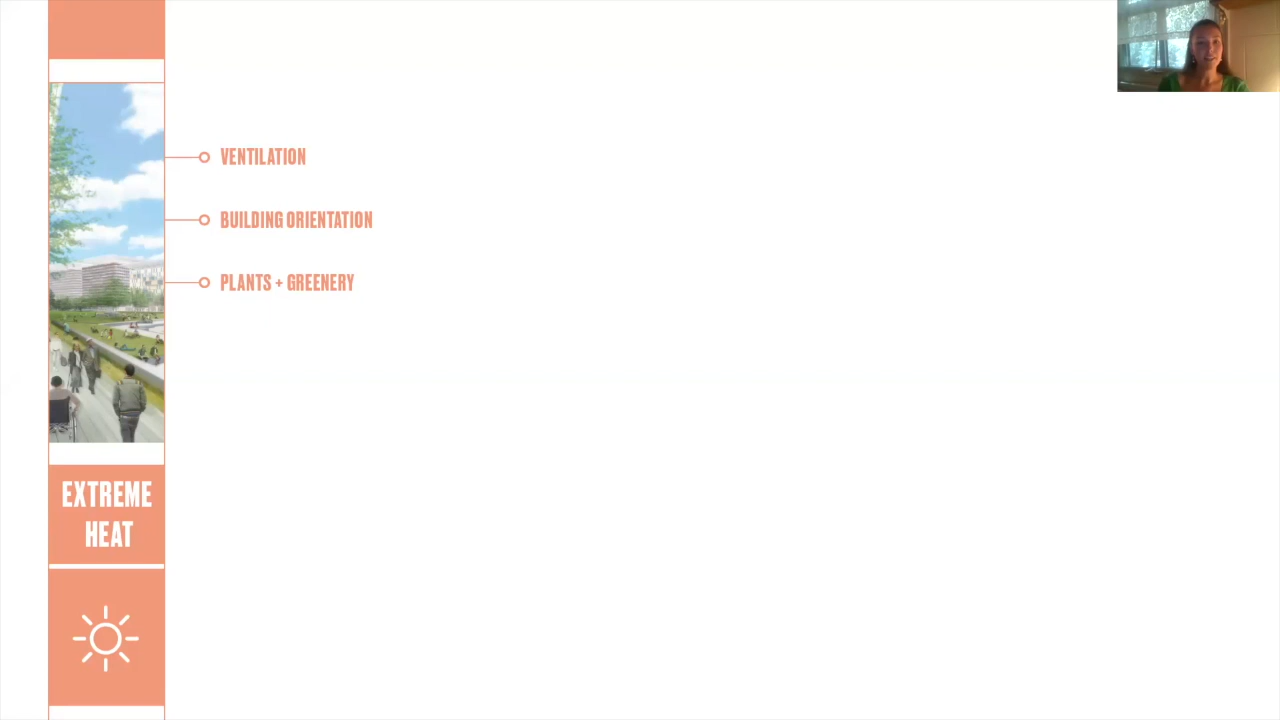 VENTILATION
BUILDING ORIENTATION
PLANTS + GREENERY
EXTREME
HEAT